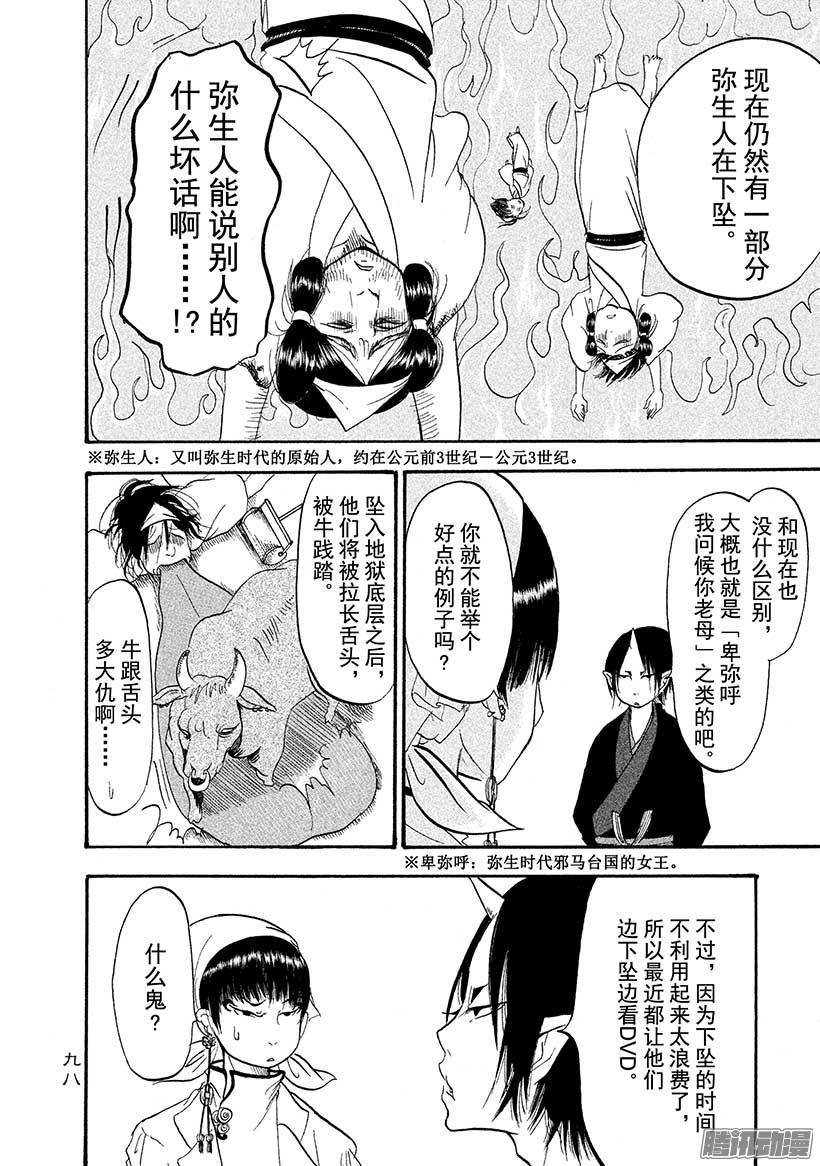 现在仍然有一部分
弥生人在下坠。
弥生人能说别人的
什么坏话啊……
!?
※弥生人：又叫弥生时代的原始人，约在公元前3世纪－公元3世纪。
和现在也
没什么区别，
大概也就是「卑弥呼
我问候你老母」之类的吧。
你就不能举个
好点的例子吗？
※卑弥呼：弥生时代邪马台国的女王。
坠入地狱底层之后，
他们将被拉长舌头，
被牛践踏。
牛跟舌头
多大仇啊……
不过，因为下坠的时间
不利用起来太浪费了，
所以最近都让他们
边下坠边看DVD。
什么鬼？
九八
腾讯动漫